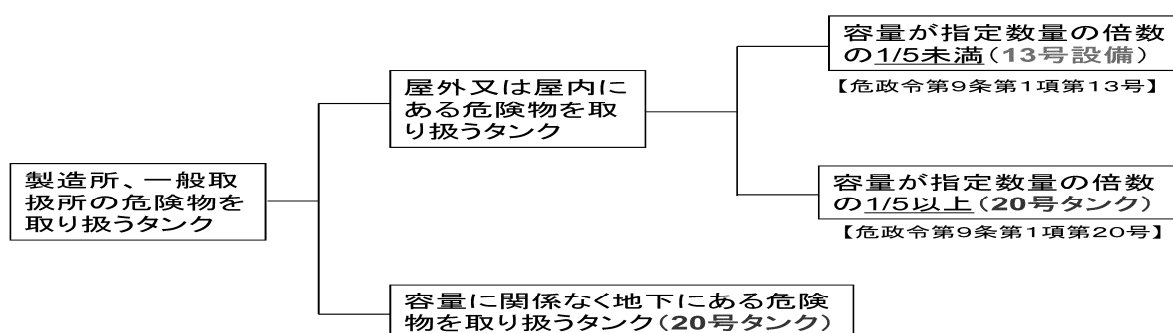 製造所、一般取
扱所の危険物を
取り扱うタンク
屋外又は屋内に
ある危険物を取
り扱うタンク
容量が指定数量の倍数
の1/5未満(13号設備)
【危政令第9条第1項第13号】
容量が指定数量の倍数
の1/5以上(20号タンク)
【危政令第9条第1項第20号】
容量に関係なく地下にある危険
物を取り扱うタンク(20号タンク)